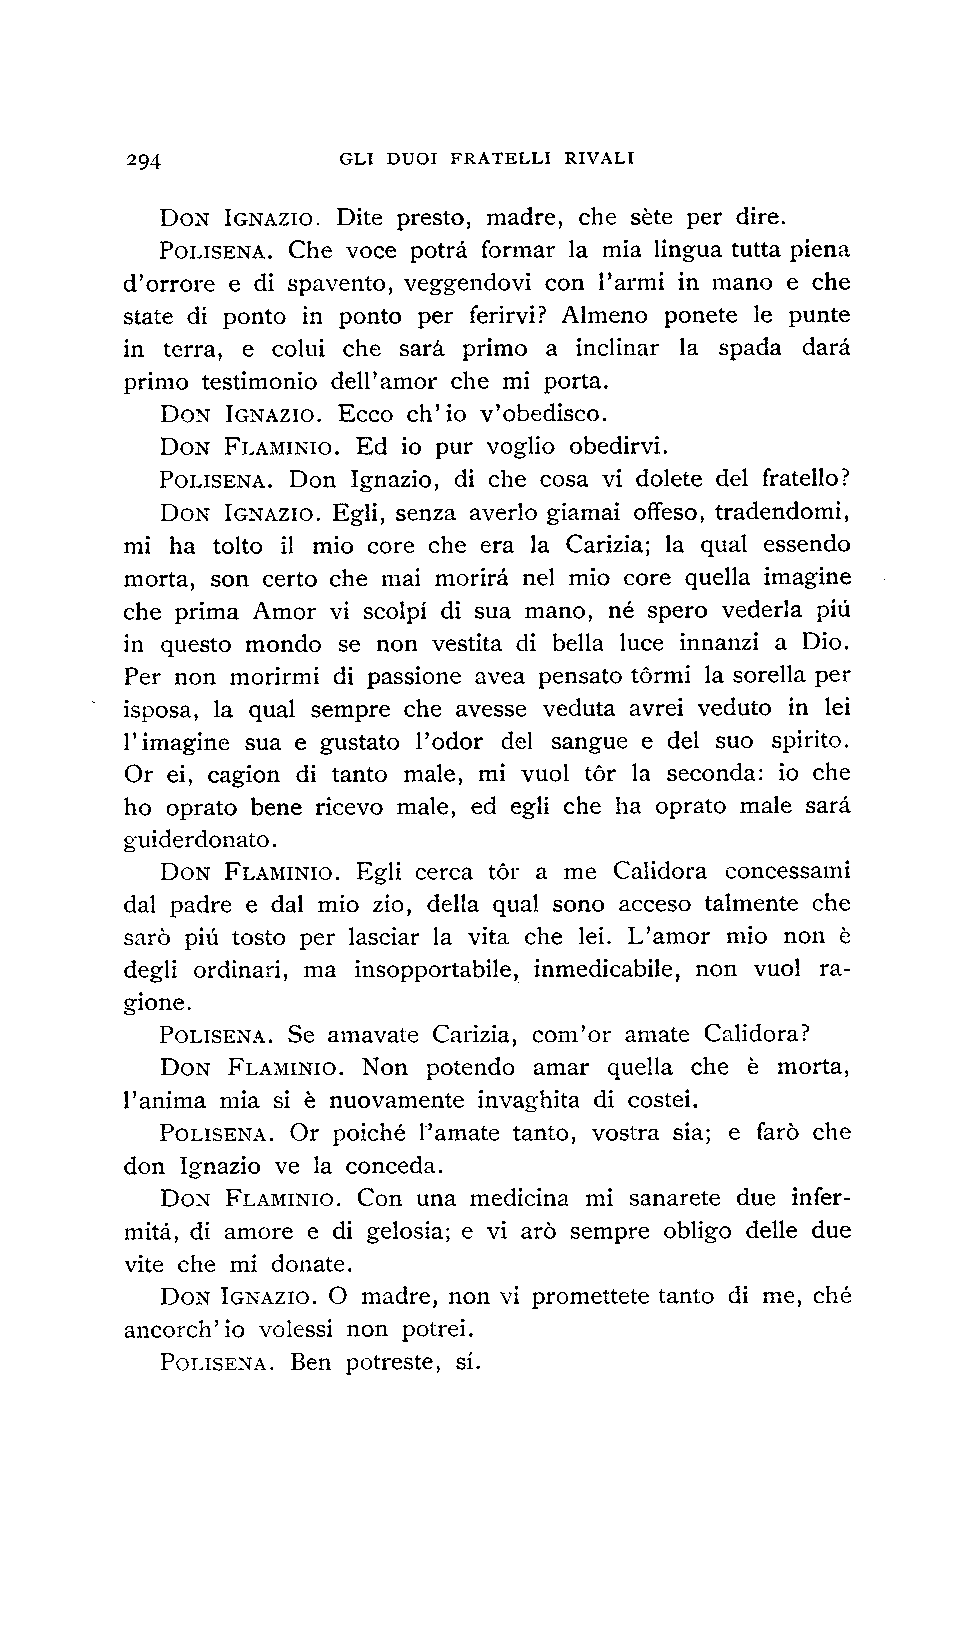 294 GLI DUOI FRATELLI RIVALI
DON IGNAZIO. Dite presto, madre, che sète per dire.
POLISENA. Che voce potrá formar la mia lingua tutta piena
d'orrore e di spavento, veggendovi con l'armi in mano e che
state di ponto in ponto per ferirvi? Almeno ponete le punte
in terra, e colui che sará primo a inclinar la spada dará
primo testimonio dell'amor che mi porta.
DON IGNAZIO. Ecco ch'io v'obedisco.
DON FLAMINIO. Ed io pur voglio obedirvi.
POLISENA. Don Ignazio, di che cosa vi dolete del fratello?
DON IGNAZIO. Egli, senza averlo giamai offeso, tradendomi,
mi ha tolto il mio core che era la Carizia; la qual essendo
morta, son certo che mai morirá nel mio core quella imagine
che prima Amor vi scolpí di sua mano, né spero vederla piú
in questo mondo se non vestita di bella luce innanzi a Dio.
Per non morirmi di passione avea pensato tôrmi la sorella per
isposa, la qual sempre che avesse veduta avrei veduto in lei
l'imagine sua e gustato l'odor del sangue e del suo spirito.
Or ei, cagion di tanto male, mi vuol tôr la seconda: io che
ho oprato bene ricevo male, ed egli che ha oprato male sará
guiderdonato.
DON FLAMINIO. Egli cerca tôr a me Calidora concessami
dal padre e dal mio zio, della qual sono acceso talmente che
sarò piú tosto per lasciar la vita che lei. L'amor mio non è
degli ordinari, ma insopportabile, inmedicabile, non vuol ra-
gione.
POLISENA. Se amavate Carizia, com'or amate Calidora?
DON FLAMINIO. Non potendo amar quella che è morta,
l'anima mia si è nuovamente invaghita di costei.
POLISENA. Or poiché l'amate tanto, vostra sia; e farò che
don Ignazio ve la conceda.
DON FLAMINIO. Con una medicina mi sanarete due infer-
mitá, di amore e di gelosia; e vi arò sempre obligo delle due
vite che mi donate.
DON IGNAZIO. O madre, non vi promettete tanto di me, ché
ancorch'io volessi non potrei.
POLISENA. Ben potreste, sí.